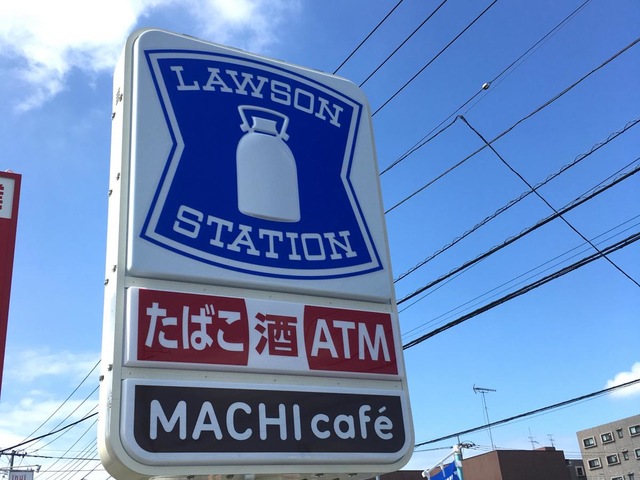 LAWSON
STATION
たばこ 酒 ATM
MACHI café